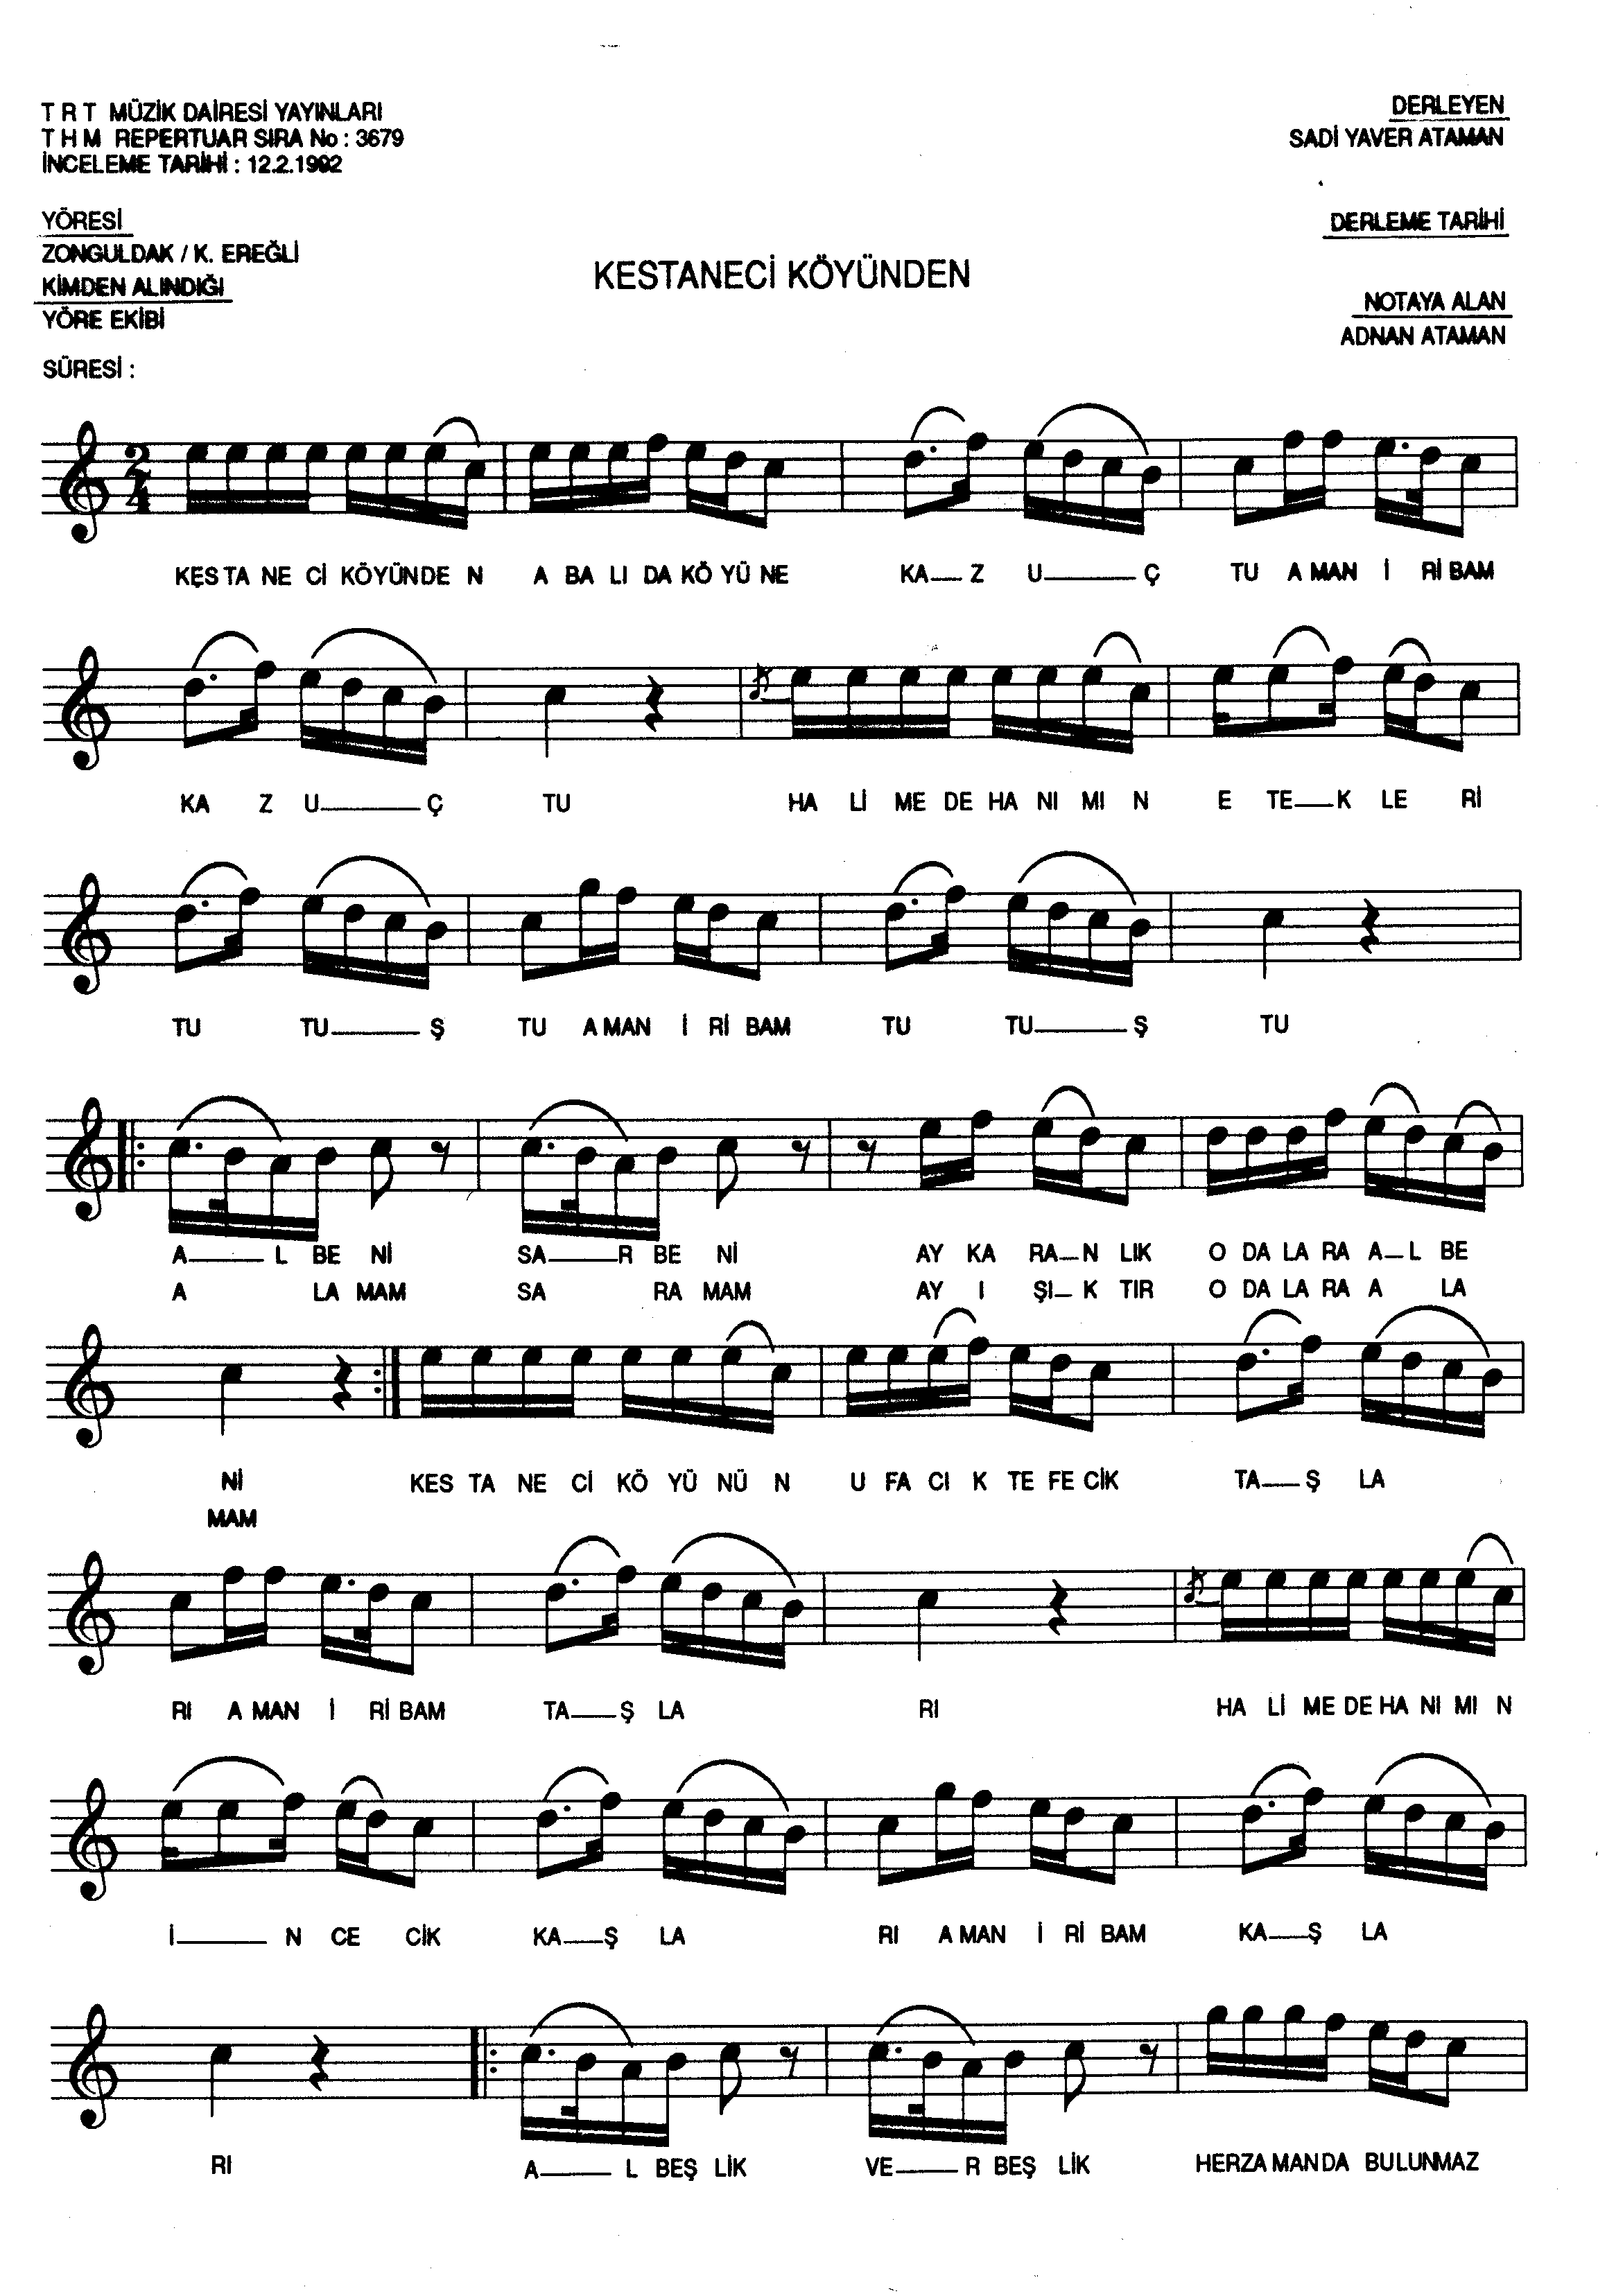 T R T MÜZİK DAİRESİ YAYINLARI
T H M REPERTUAR SIRA No : 3679
İNCELEME TARİHİ : 12.2.1992
DERLEYEN
SADİ YAVER ATAMAN
YÖRESİ
ZONGULDAK / K. EREĞLİ
KİMDEN ALINDIĞI
YÖRE EKİBİ
SÜRESİ :
KESTANECİ KÖYÜNDEN
DERLEME TARİHİ
NOTAYA ALAN
ADNAN ATAMAN
2
4
KES TA NE Cİ KÖYÜNDE N A BA LI DA KÖ YÜ NE KA Z U Ç TU A MAN İ Rİ BAM
KA Z U Ç TU HA Lİ ME DE HA NI MI N E TE K LE Rİ
TU TU Ş TU A MAN İ Rİ BAM TU TU Ş TU
A L BE Nİ SA R BE Nİ AY KA RA N LIK O DA LA RA A L BE
A LA MAM SA RA MAM AY I ŞI K TIR O DA LA RA A LA
Nİ KES TA NE Cİ KÖ YÜ NÜ N U FA CI K TE FE CİK TA Ş LA
MAM
RI A MAN İ Rİ BAM TA Ş LA RI HA Lİ ME DE HA NI MI N
İ N CE CİK KA Ş LA RI A MAN İ Rİ BAM KA Ş LA
RI A L BEŞ LİK VE R BEŞ LİK HERZA MANDA BULUNMAZ